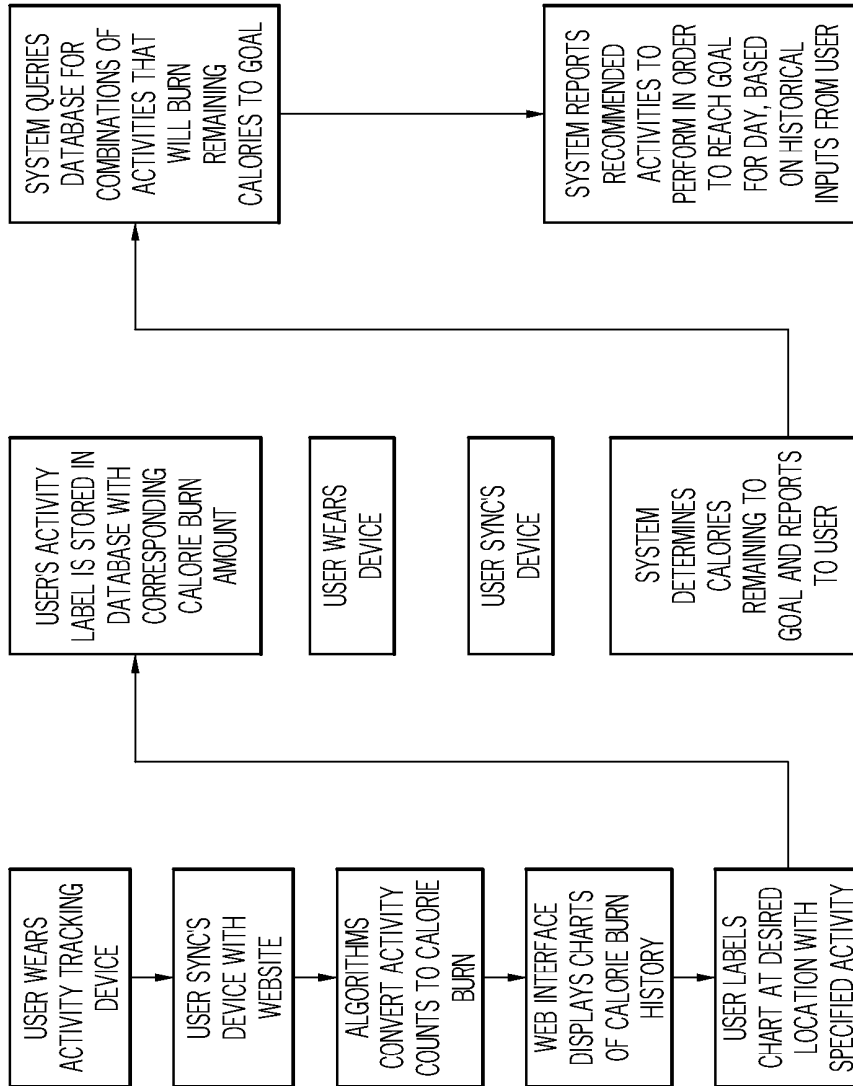 USER WEARS
ACTIVITY TRACKING
DEVICE
USER SYNC'S
DEVICE WITH
WEBSITE
ALGORITHMS
CONVERT ACTIVITY
COUNTS TO CALORIE
BURN
WEB INTERFACE
DISPLAYS CHARTS
OF CALORIE BURN
HISTORY
USER LABELS
CHART AT DESIRED
LOCATION WITH
SPECIFIED ACTIVITY
USER'S ACTIVITY
LABEL IS STORED IN
DATABASE WITH
CORRESPONDING
CALORIE BURN
AMOUNT
USER WEARS
DEVICE
USER SYNC'S
DEVICE
SYSTEM
DETERMINES
CALORIES
REMAINING TO
GOAL AND REPORTS
TO USER
SYSTEM QUERIES
DATABASE FOR
COMBINATIONS OF
ACTIVITIES THAT
WILL BURN
REMAINING
CALORIES TO GOAL
SYSTEM REPORTS
RECOMMENDED
ACTIVITIES TO
PERFORM IN ORDER
TO REACH GOAL
FOR DAY, BASED
ON HISTORICAL
INPUTS FROM USER